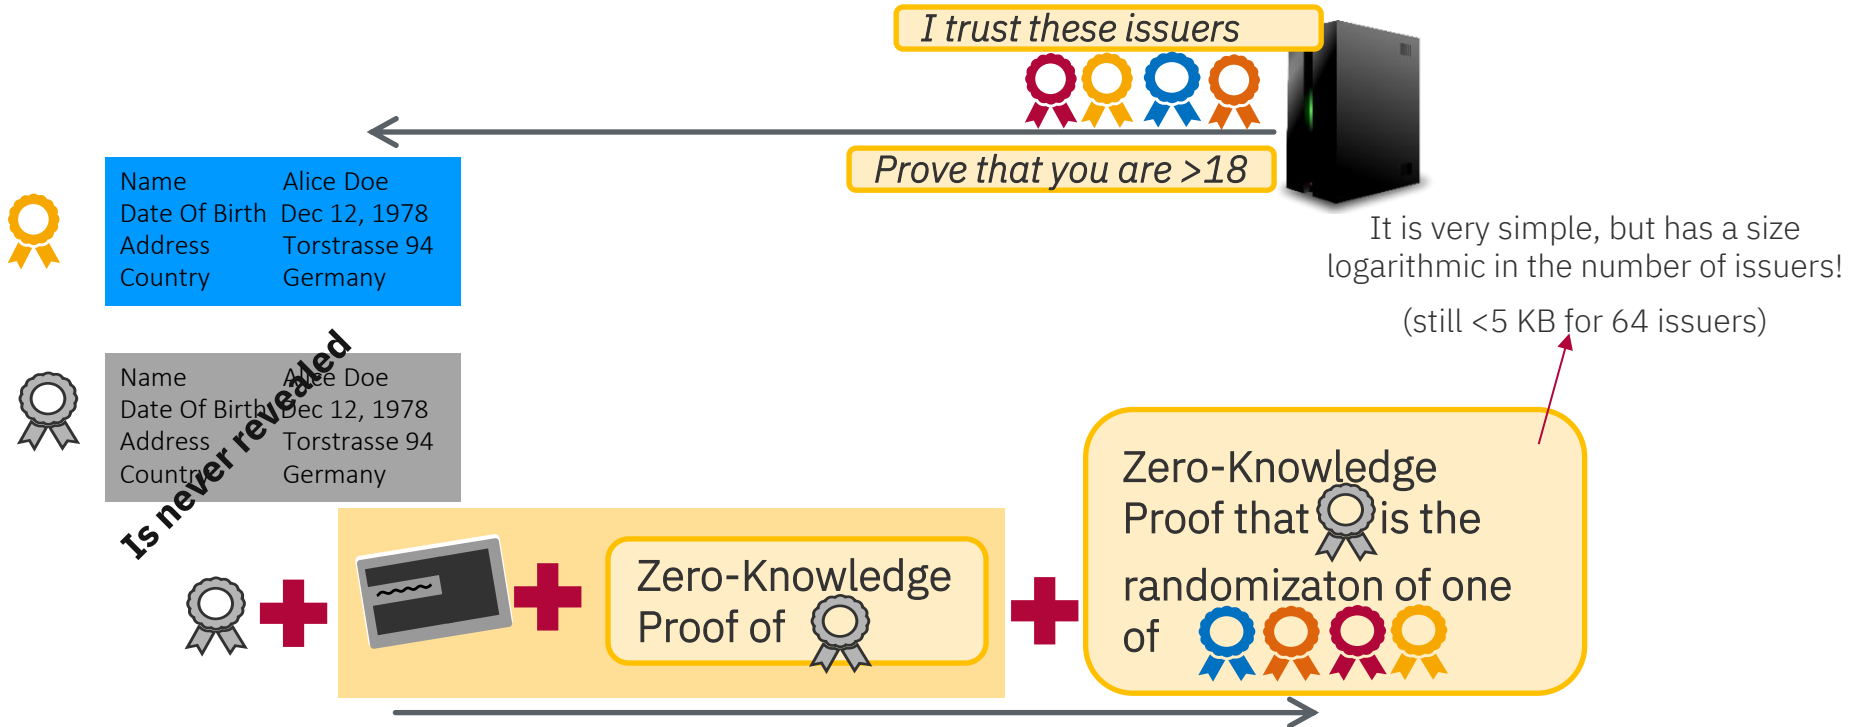 I trust these issuers
Prove that you are >18
Name Alice Doe
Date Of Birth Dec 12, 1978
Address Torstrasse 94
Country Germany
It is very simple, but has a size
logarithmic in the number of issuers!
(still <5 KB for 64 issuers)
Name Alice Doe
Date Of Birth Dec 12, 1978
Address Torstrasse 94
Country Germany
Is never revealed
Zero-Knowledge
Proof of
Zero-Knowledge
Proof that is the
randomizaton of one
of